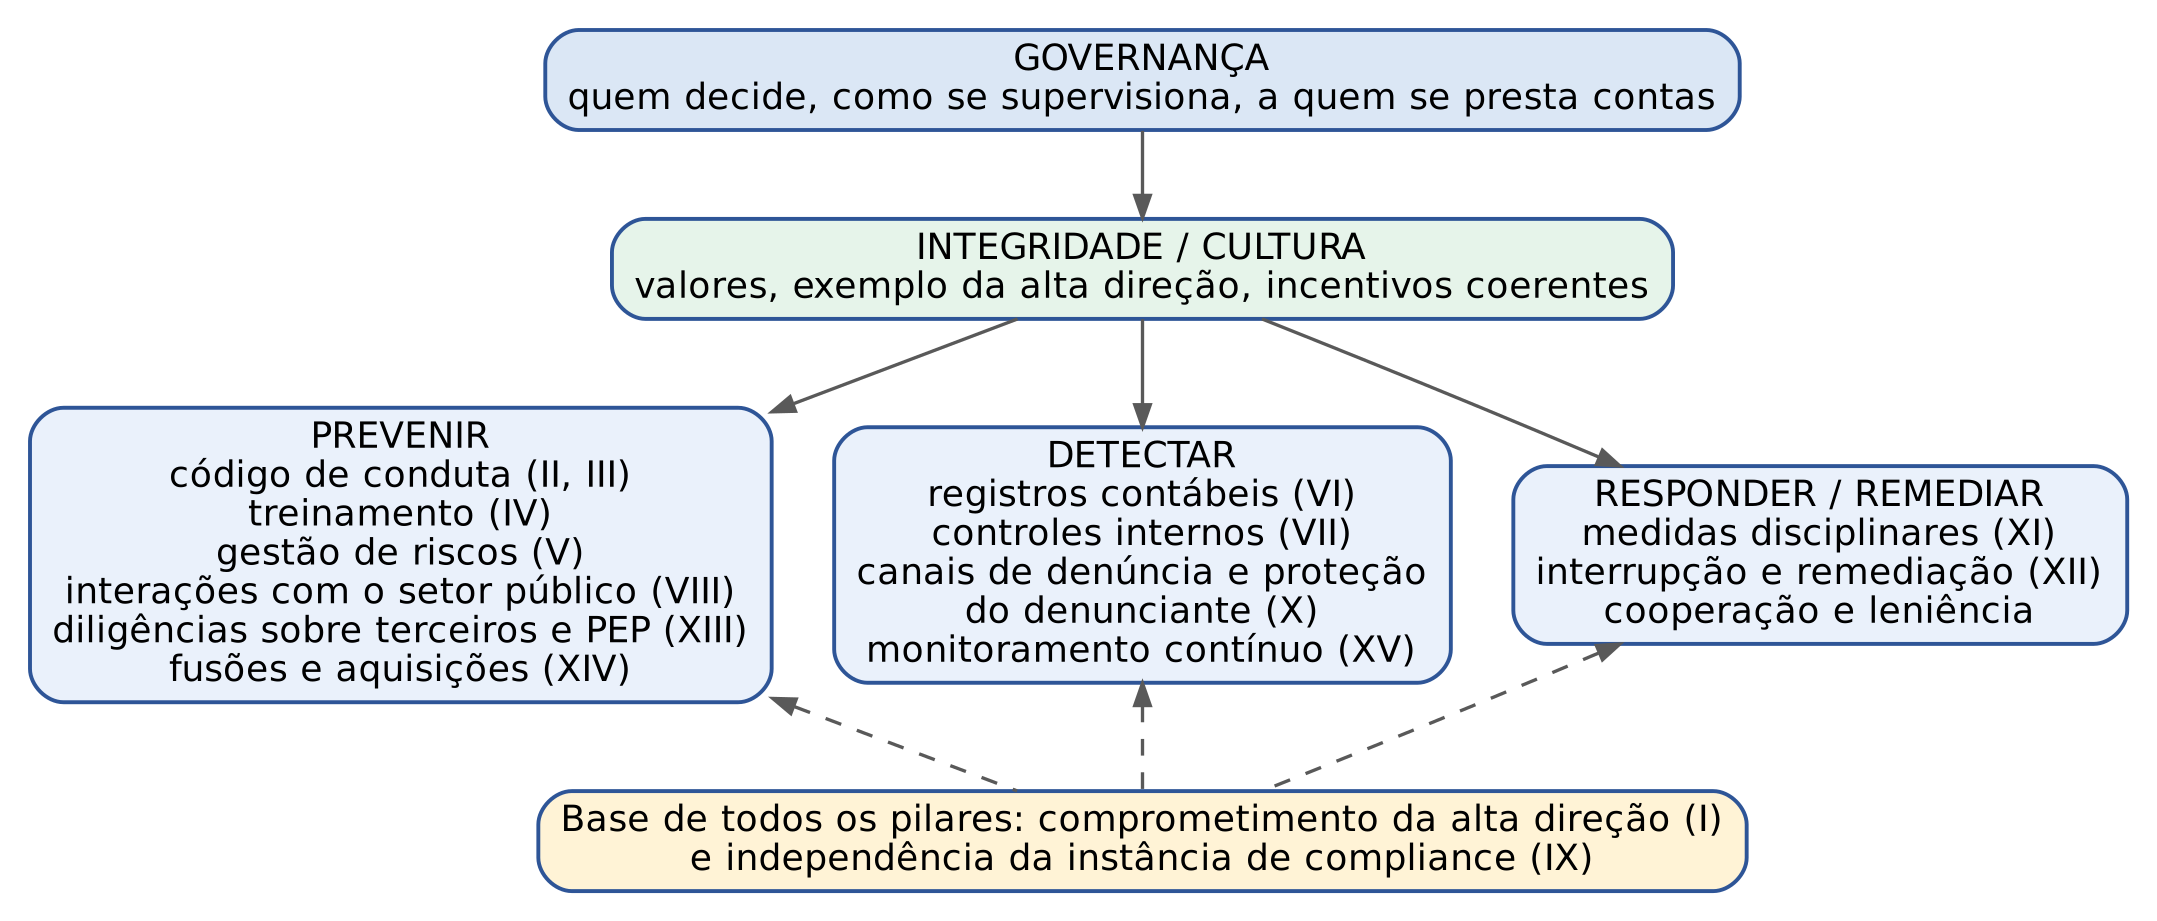 GOVERNANÇA
quem decide, como se supervisiona, a quem se presta contas
INTEGRIDADE / CULTURA
valores, exemplo da alta direção, incentivos coerentes
PREVENIR
código de conduta (II, III)
treinamento (IV)
gestão de riscos (V)
interações com o setor público (VIII)
diligências sobre terceiros e PEP (XIII)
fusões e aquisições (XIV)
DETECTAR
registros contábeis (VI)
controles internos (VII)
canais de denúncia e proteção
do denunciante (X)
monitoramento contínuo (XV)
RESPONDER / REMEDIAR
medidas disciplinares (XI)
interrupção e remediação (XII)
cooperação e leniência
Base de todos os pilares: comprometimento da alta direção (I)
e independência da instância de compliance (IX)